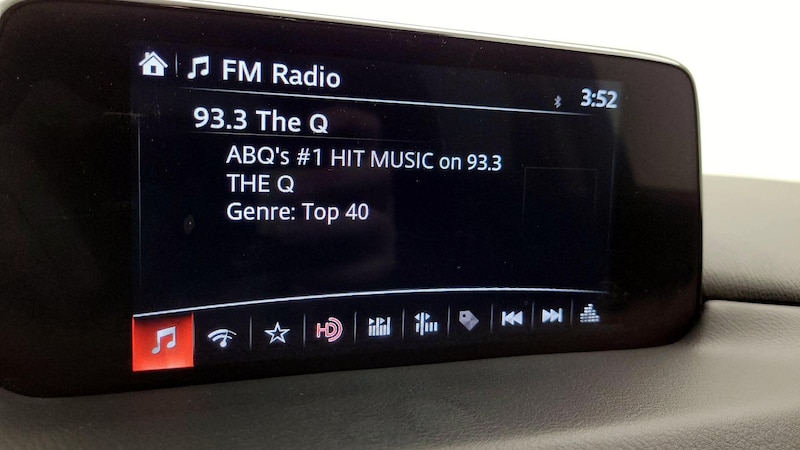 FM Radio
3:52
93.3 The Q
ABQ's #1 HIT MUSIC on 93.3
THE Q
Genre: Top 40
HD